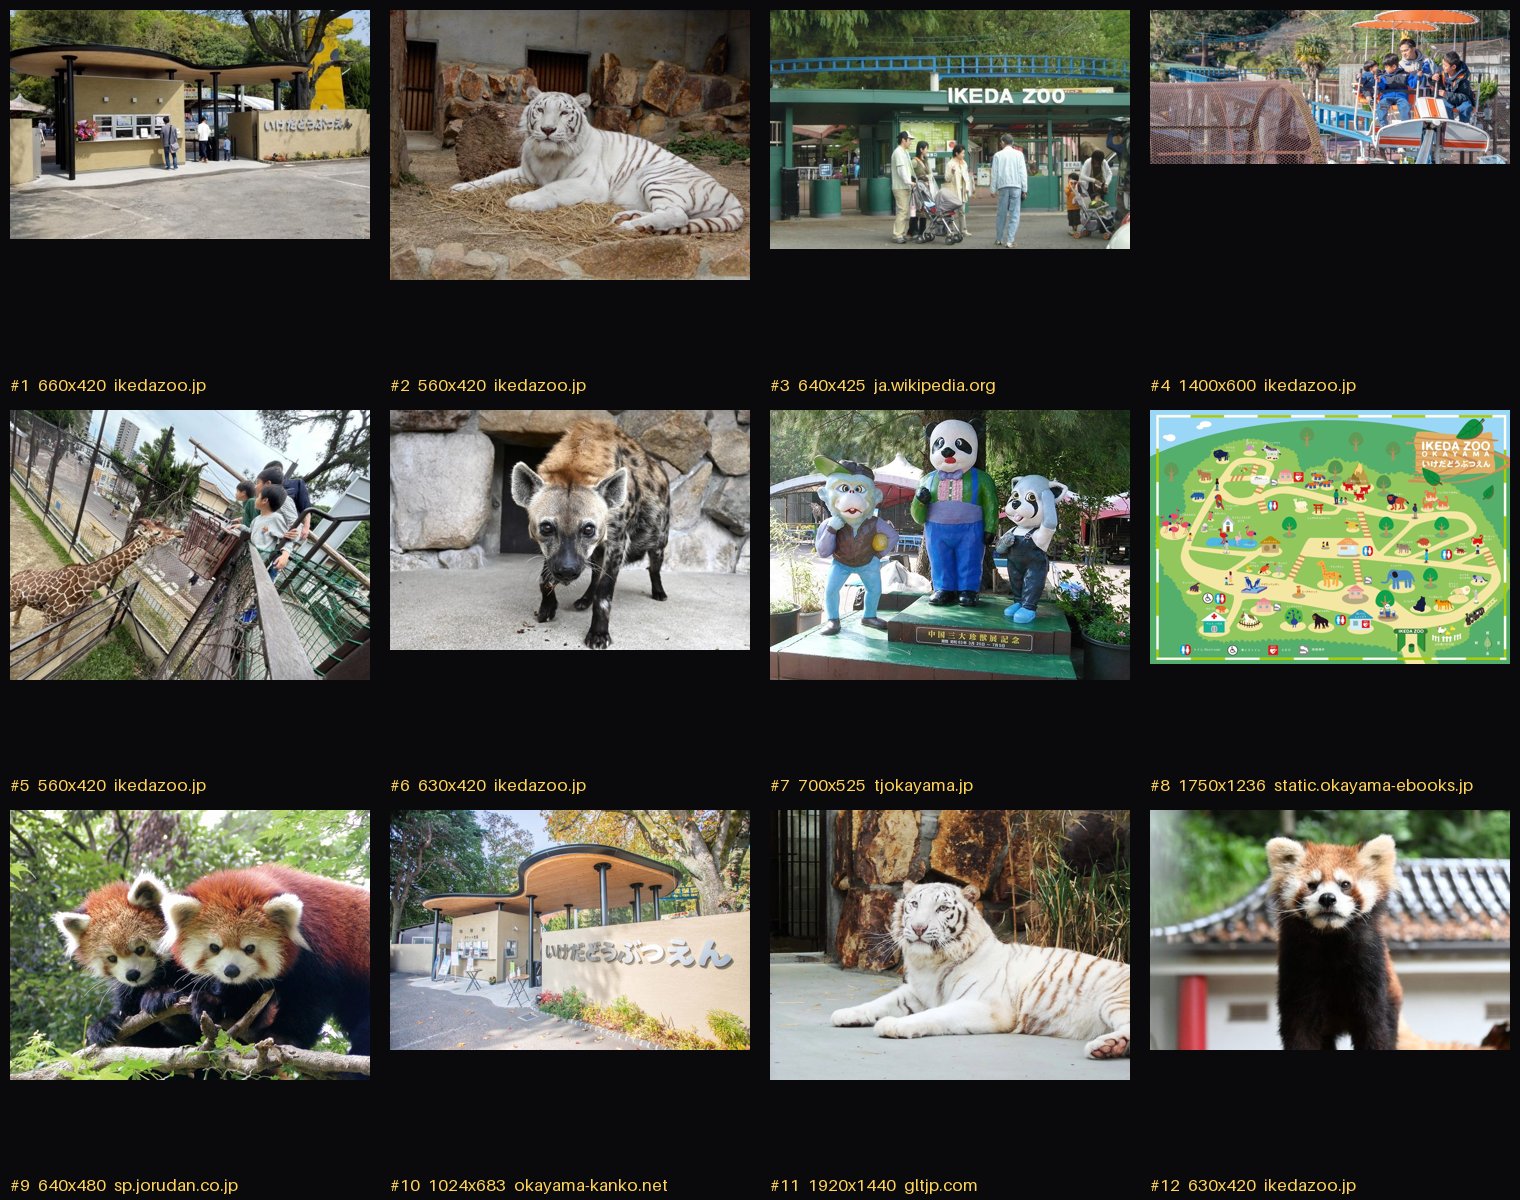 いけだどうぶつえん
IKEDA ZOO
#1 660x420 ikedazoo.jp
#2 560x420 ikedazoo.jp
#3 640x425 ja.wikipedia.org
#4 1400x600 ikedazoo.jp
中国三大珍獣展記念
IKEDA ZOO
OKAYAMA
いけだどうぶつえん
IKEDA ZOO
#5 560x420 ikedazoo.jp
#6 630x420 ikedazoo.jp
#7 700x525 tjokayama.jp
#8 1750x1236 static.okayama-ebooks.jp
いけだどうぶつえん
#9 640x480 sp.jorudan.co.jp
#10 1024x683 okayama-kanko.net
#11 1920x1440 gltjp.com
#12 630x420 ikedazoo.jp